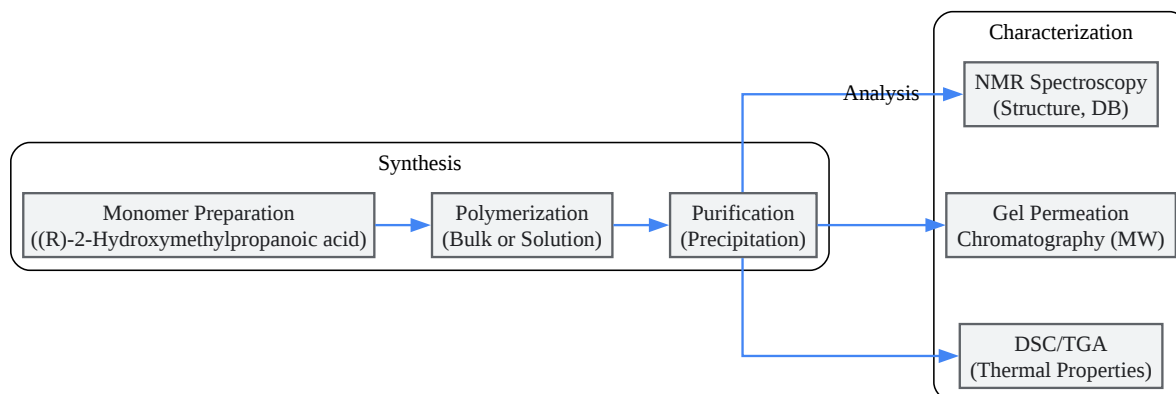 Synthesis
Monomer Preparation
((R)-2-Hydroxymethylpropanoic acid)
Polymerization
(Bulk or Solution)
Purification
(Precipitation)
Analysis
Characterization
NMR Spectroscopy
(Structure, DB)
Gel Permeation
Chromatography (MW)
DSC/TGA
(Thermal Properties)